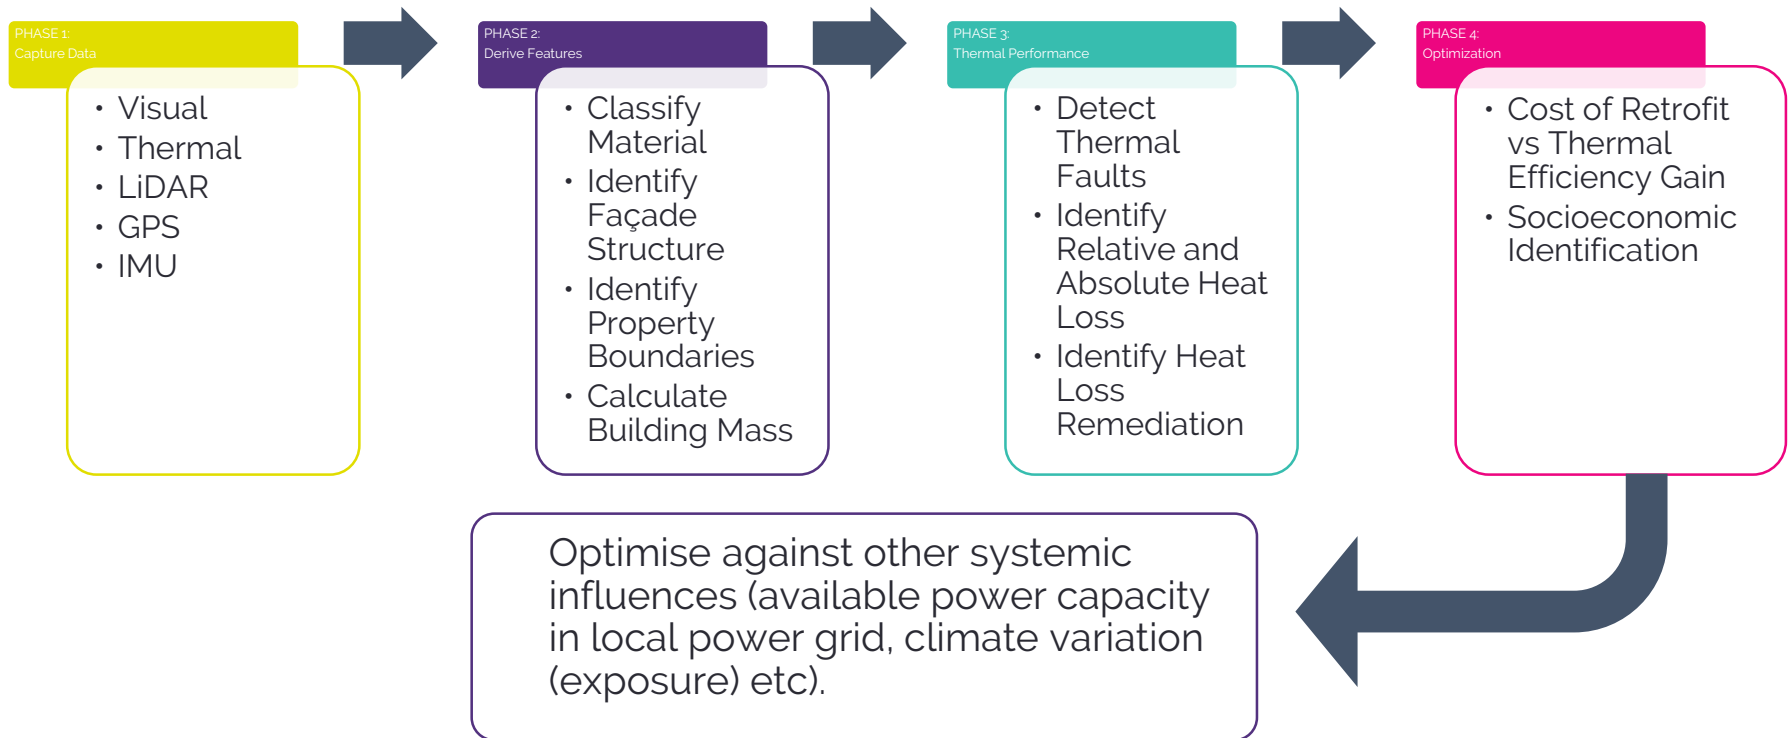 PHASE 1:
Capture Data
• Visual
• Thermal
• LiDAR
• GPS
• IMU
PHASE 2:
Derive Features
• Classify
Material
• Identify
Façade
Structure
• Identify
Property
Boundaries
• Calculate
Building Mass
PHASE 3:
Thermal Performance
• Detect
Thermal
Faults
• Identify
Relative and
Absolute Heat
Loss
• Identify Heat
Loss
Remediation
PHASE 4:
Optimization
• Cost of Retrofit
vs Thermal
Efficiency Gain
• Socioeconomic
Identification
Optimise against other systemic
influences (available power capacity
in local power grid, climate variation
(exposure) etc).